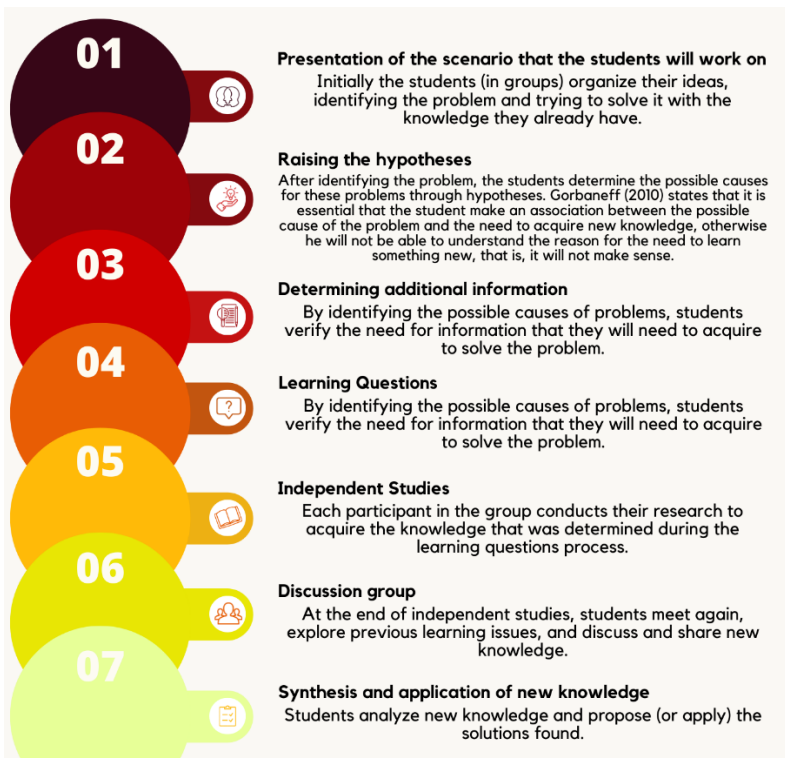 01
Presentation of the scenario that the students will work on
Initially the students (in groups) organize their ideas,
identifying the problem and trying to solve it with the
knowledge they already have.
02
Raising the hypotheses
After identifying the problem, the students determine the possible causes
for these problems through hypotheses. Gorbaneff (2010) states that it is
essential that the student make an association between the possible
cause of the problem and the need to acquire new knowledge, otherwise
he will not be able to understand the reason for the need to learn
something new, that is, it will not make sense.
03
Determining additional information
By identifying the possible causes of problems, students
verify the need for information that they will need to acquire
to solve the problem.
04
Learning Questions
By identifying the possible causes of problems, students
verify the need for information that they will need to acquire
to solve the problem.
05
Independent Studies
Each participant in the group conducts their research to
acquire the knowledge that was determined during the
learning questions process.
06
Discussion group
At the end of independent studies, students meet again,
explore previous learning issues, and discuss and share new
knowledge.
07
Synthesis and application of new knowledge
Students analyze new knowledge and propose (or apply) the
solutions found.